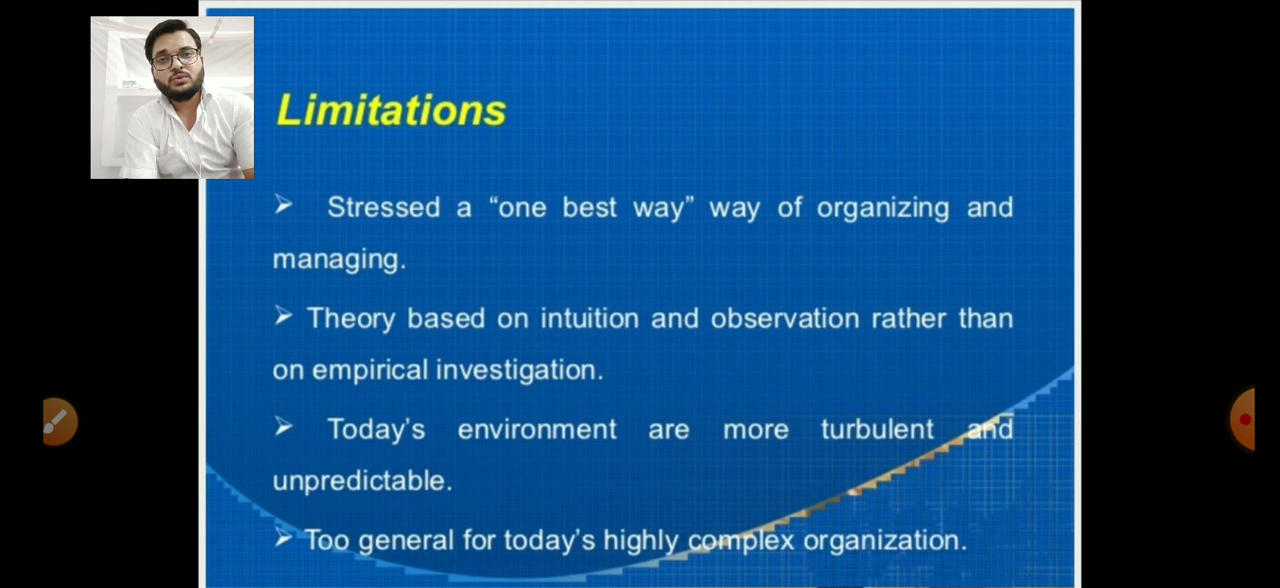 Limitations
➢ Stressed a “one best way” way of organizing and
managing.
➢ Theory based on intuition and observation rather than
on empirical investigation.
➢ Today’s environment are more turbulent and
unpredictable.
➢ Too general for today’s highly complex organization.